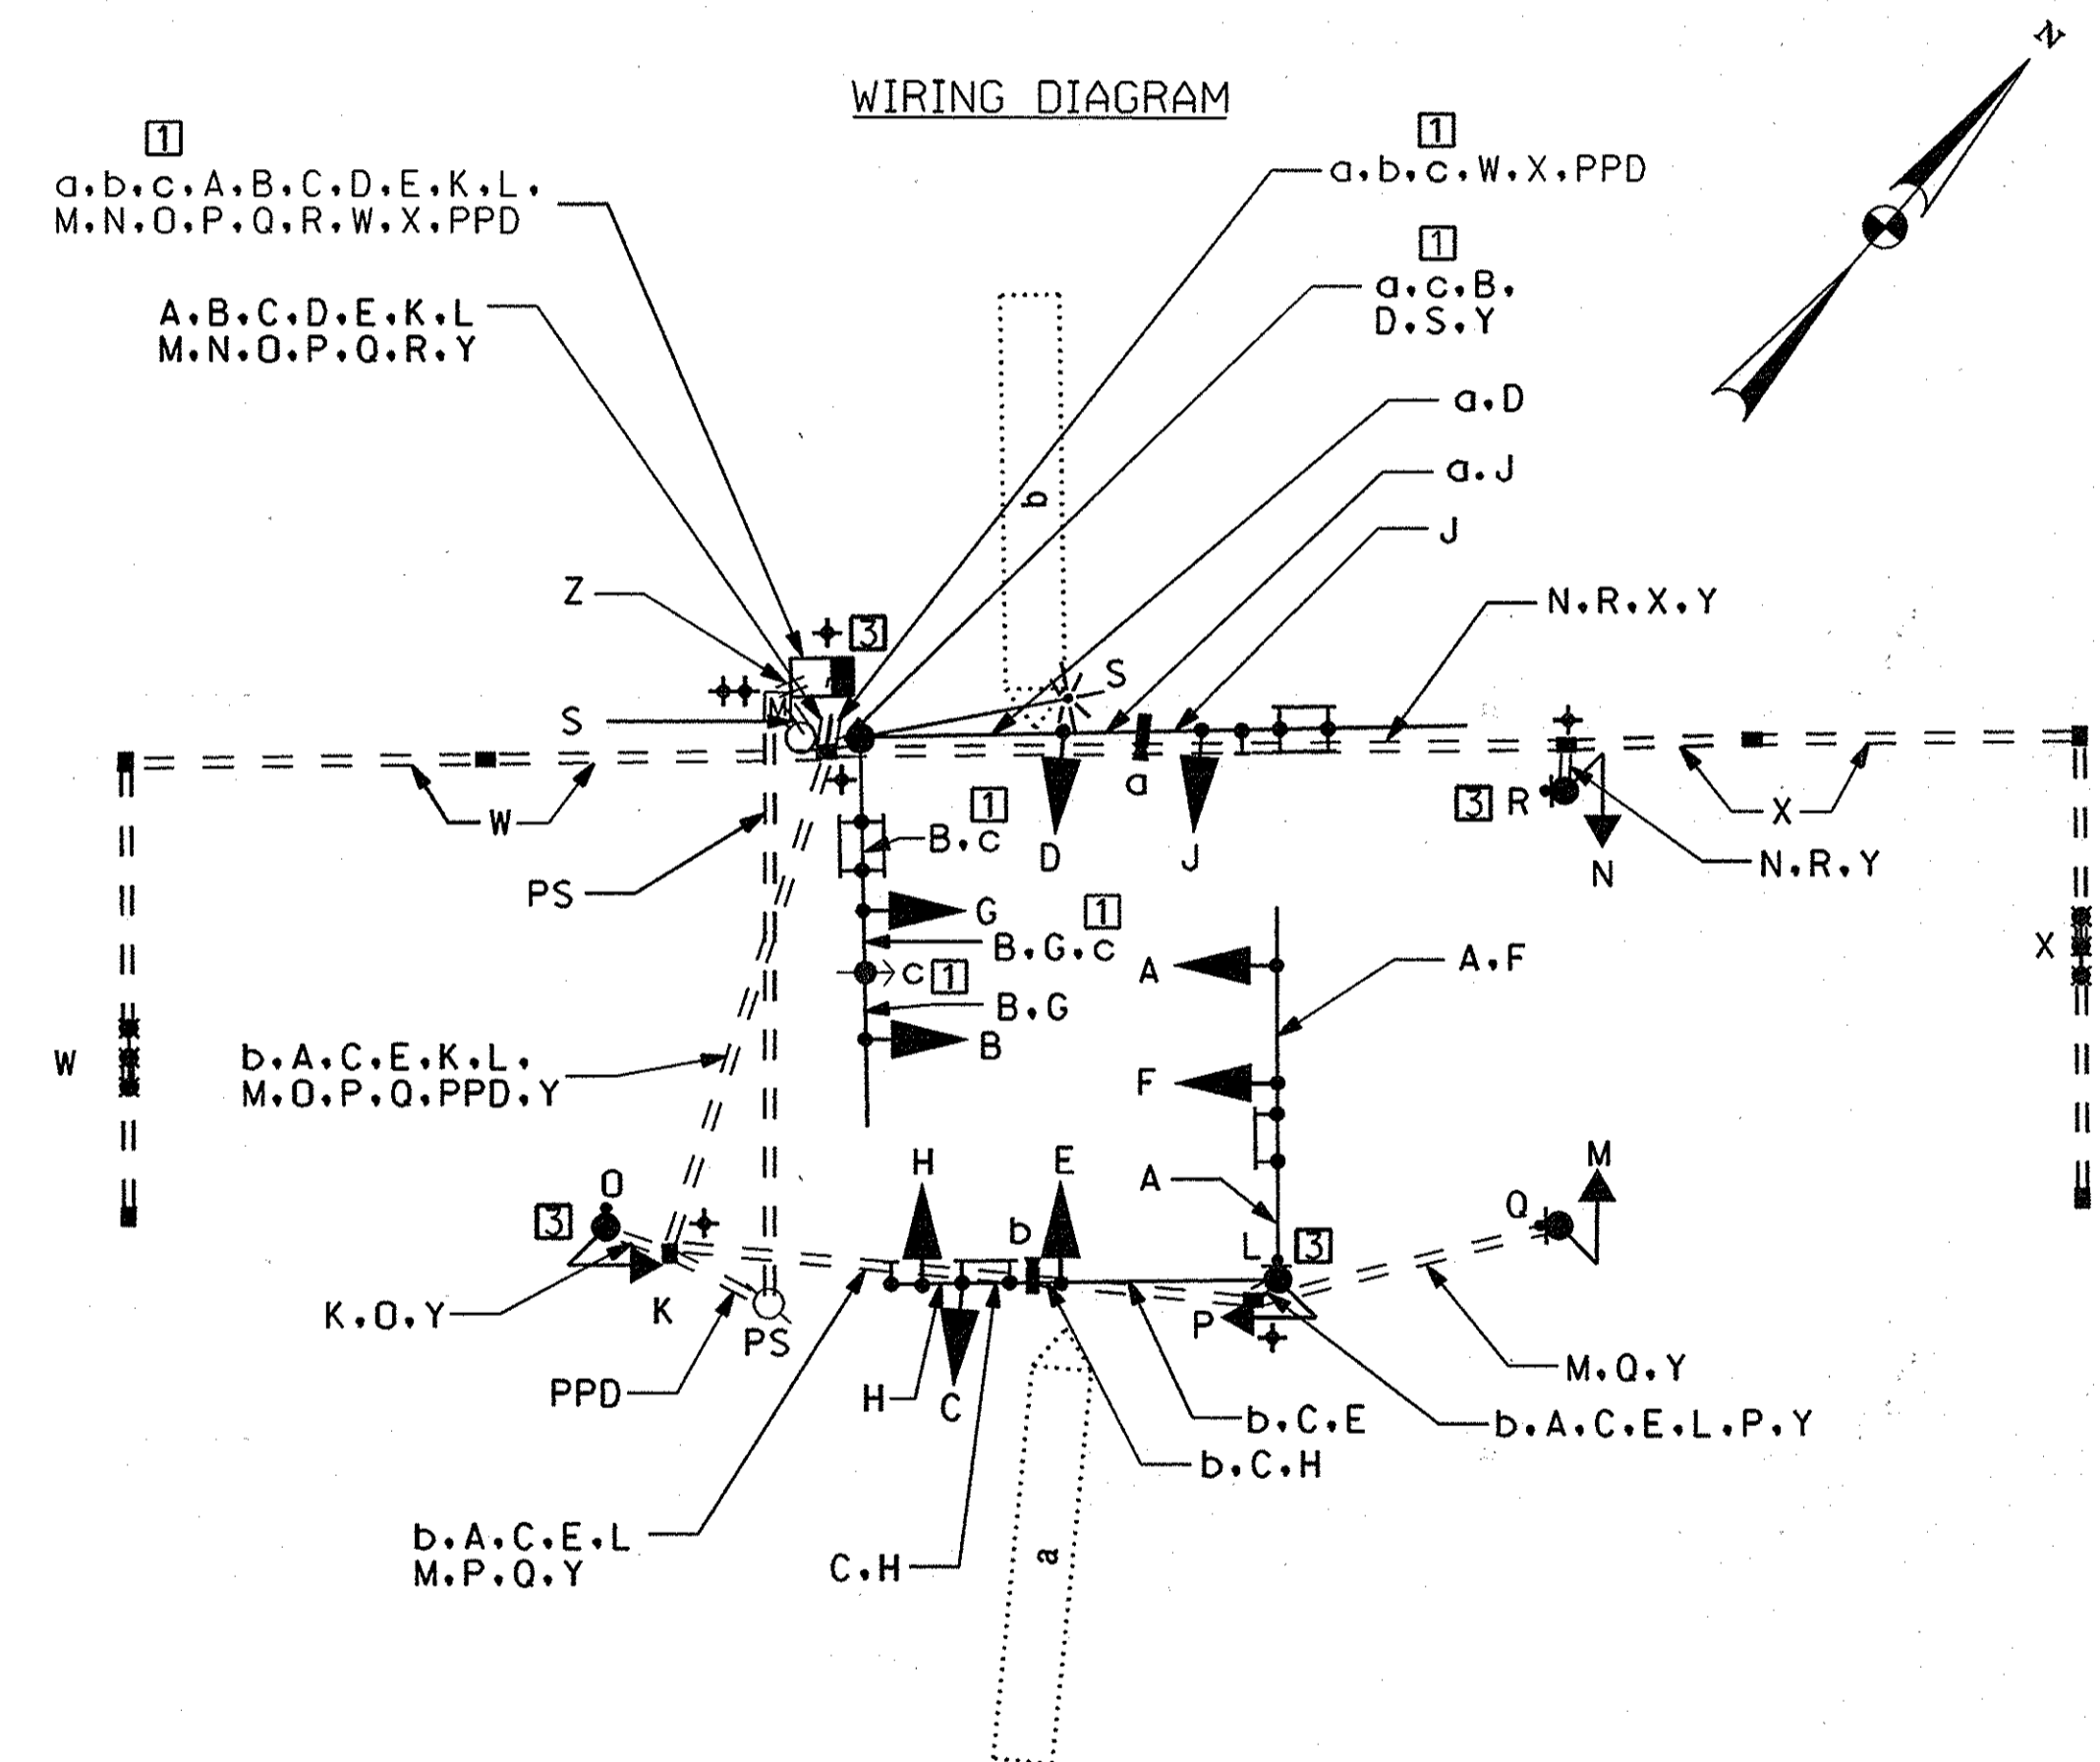 N
WIRING DIAGRAM
1
a.b.c.A.B.C.D.E.K.L.
M.N.O.P.Q.R.W.X.PPD
1
a.b.c.W.X.PPD
1
a.c.B.
D.S.Y
A.B.C.D.E.K.L
M.N.O.P.Q.R.Y
a.D
a.J
b
J
Z
N.R.X.Y
3
S
M
S
a
W
PS
1
B.c
D
J
3 R
N
X
N.R.Y
G
1
B.G.c
c 1
B.G
B
A
A.F
X
W
b.A.C.E.K.L.
M.O.P.Q.PPD.Y
F
H
E
A
M
3
O
b
L
3
Q
K.O.Y
K
PS
P
PPD
H
C
M.Q.Y
b.C.E
b.A.C.E.L.P.Y
b.C.H
b.A.C.E.L
M.P.Q.Y
C.H
a